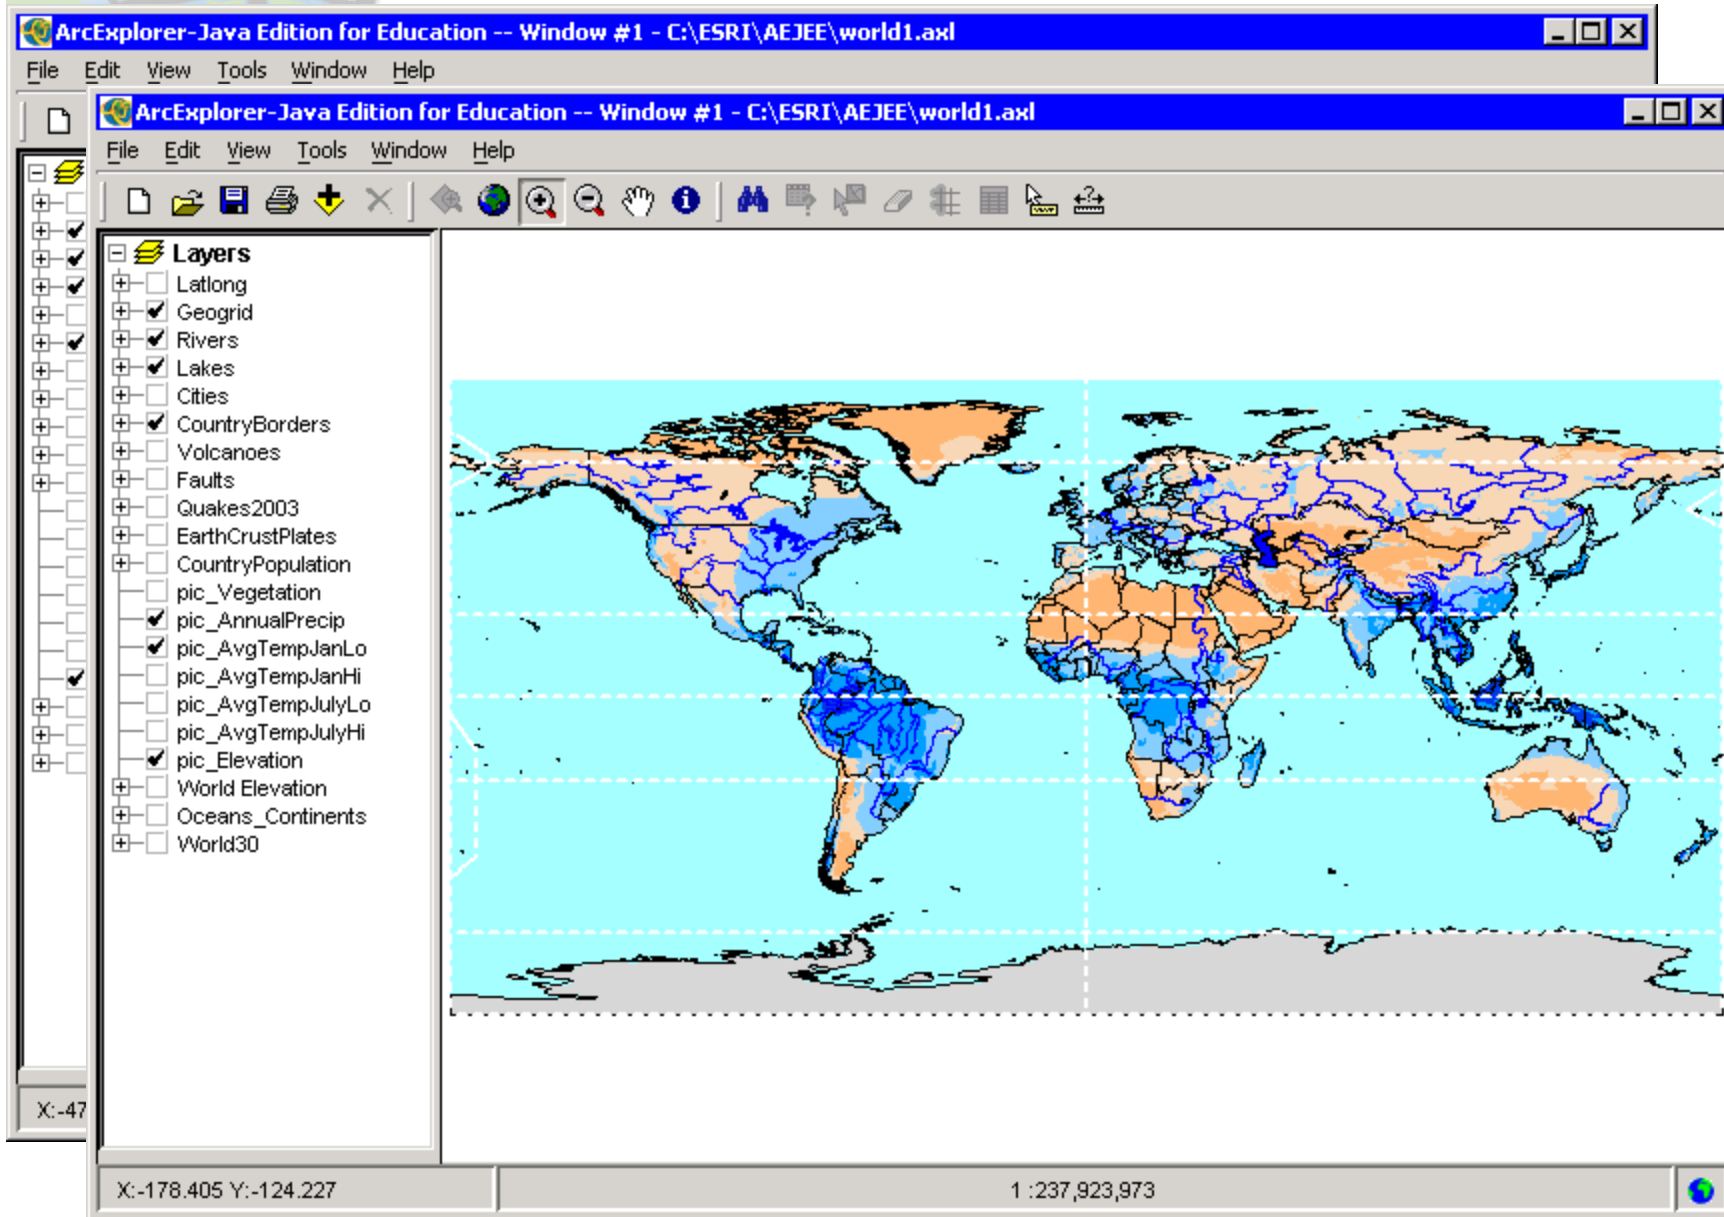 ArcExplorer-Java Edition for Education -- Window #1 - C:\ESRI\AEJEE\world1.axl
File Edit View Tools Window Help
ArcExplorer-Java Edition for Education -- Window #1 - C:\ESRI\AEJEE\world1.axl
File Edit View Tools Window Help
Layers
Latlong
Geogrid
Rivers
Lakes
Cities
CountryBorders
Volcanoes
Faults
Quakes2003
EarthCrustPlates
CountryPopulation
pic_Vegetation
pic_AnnualPrecip
pic_AvgTempJanLo
pic_AvgTempJanHi
pic_AvgTempJulyLo
pic_AvgTempJulyHi
pic_Elevation
World Elevation
Oceans_Continents
World30
X:-47
X:-178.405 Y:-124.227
1 :237,923,973